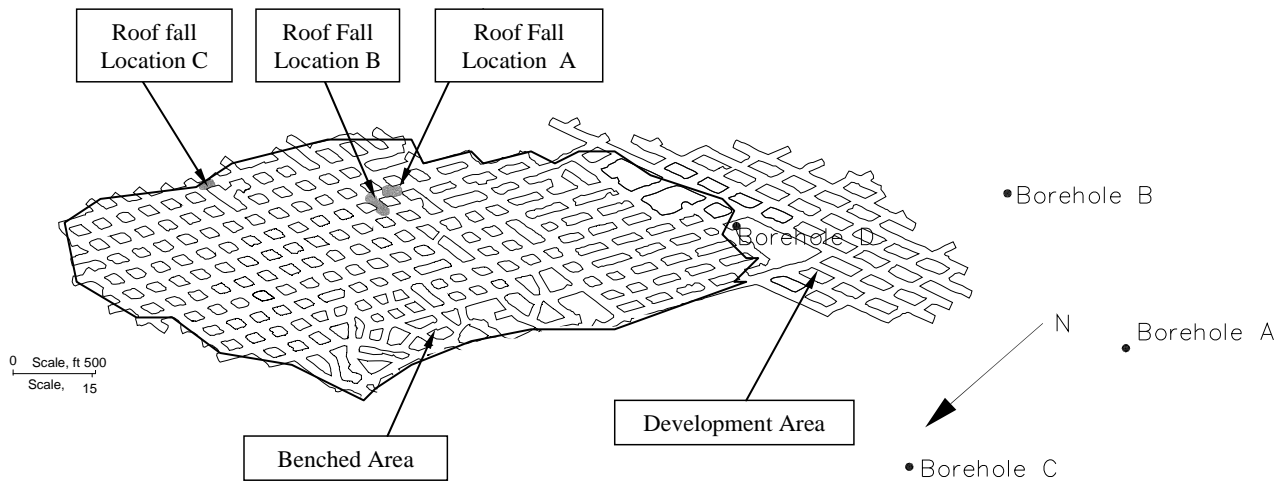 Roof fall
Location C
Roof Fall
Location B
Roof Fall
Location A
Borehole B
Borehole D
N
Borehole A
0 Scale, ft 500
Scale, 15
Development Area
Benched Area
Borehole C